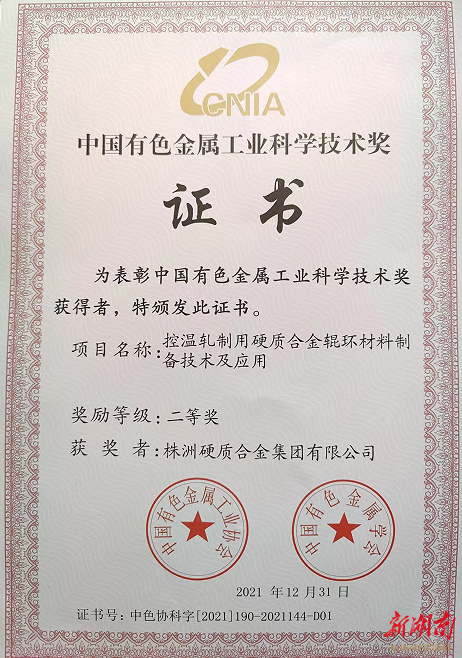 CNIA
中国有色金属工业科学技术奖
证书
为表彰中国有色金属工业科学技术奖
获得者，特颁发此证书。
项目名称：控温轧制用硬质合金辊环材料制
备技术及应用
奖励等级：二等奖
获奖者：株洲硬质合金集团有限公司
中国有色金属工业协会
中国有色金属学会
2021 年 12 月 31 日
证书号：中色协科字[2021]190-2021144-D01
新湖南